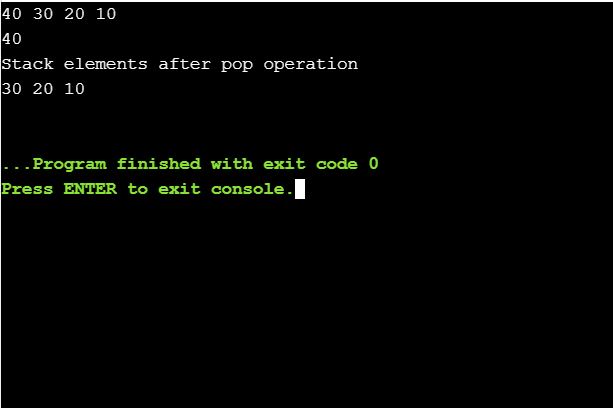 40 30 20 10
40
Stack elements after pop operation
30 20 10
...Program finished with exit code 0
Press ENTER to exit console.